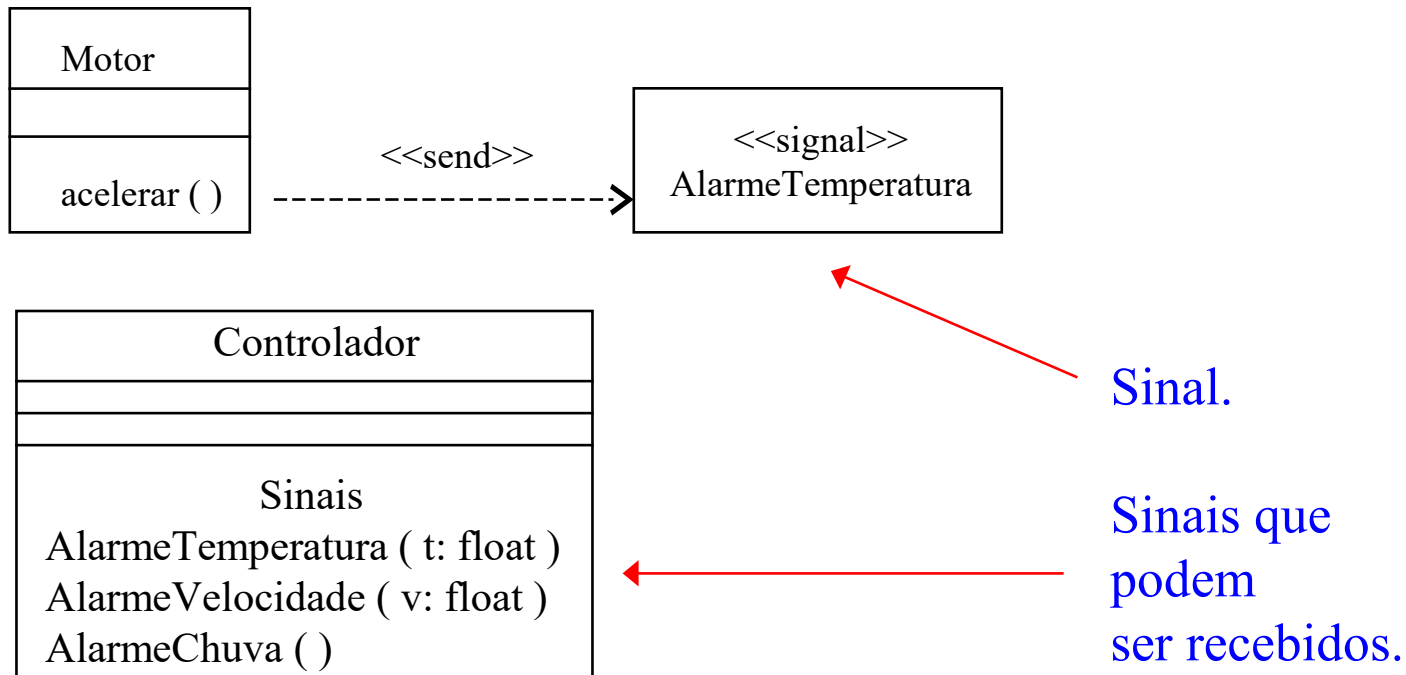 Motor
acelerar ( )
<<send>>
<<signal>>
AlarmeTemperatura
Controlador
Sinais
AlarmeTemperatura ( t: float )
AlarmeVelocidade ( v: float )
AlarmeChuva ( )
Sinal.
Sinais que
podem
ser recebidos.